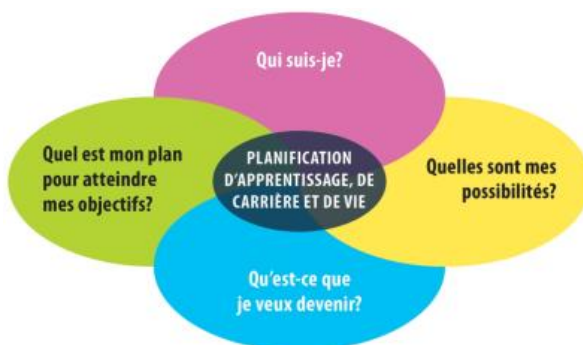 Qui suis-je?
Quel est mon plan
pour atteindre
mes objectifs?
PLANIFICATION
D'APPRENTISSAGE, DE
CARRIÈRE ET DE VIE
Quelles sont mes
possibilités?
Qu'est-ce que
je veux devenir?